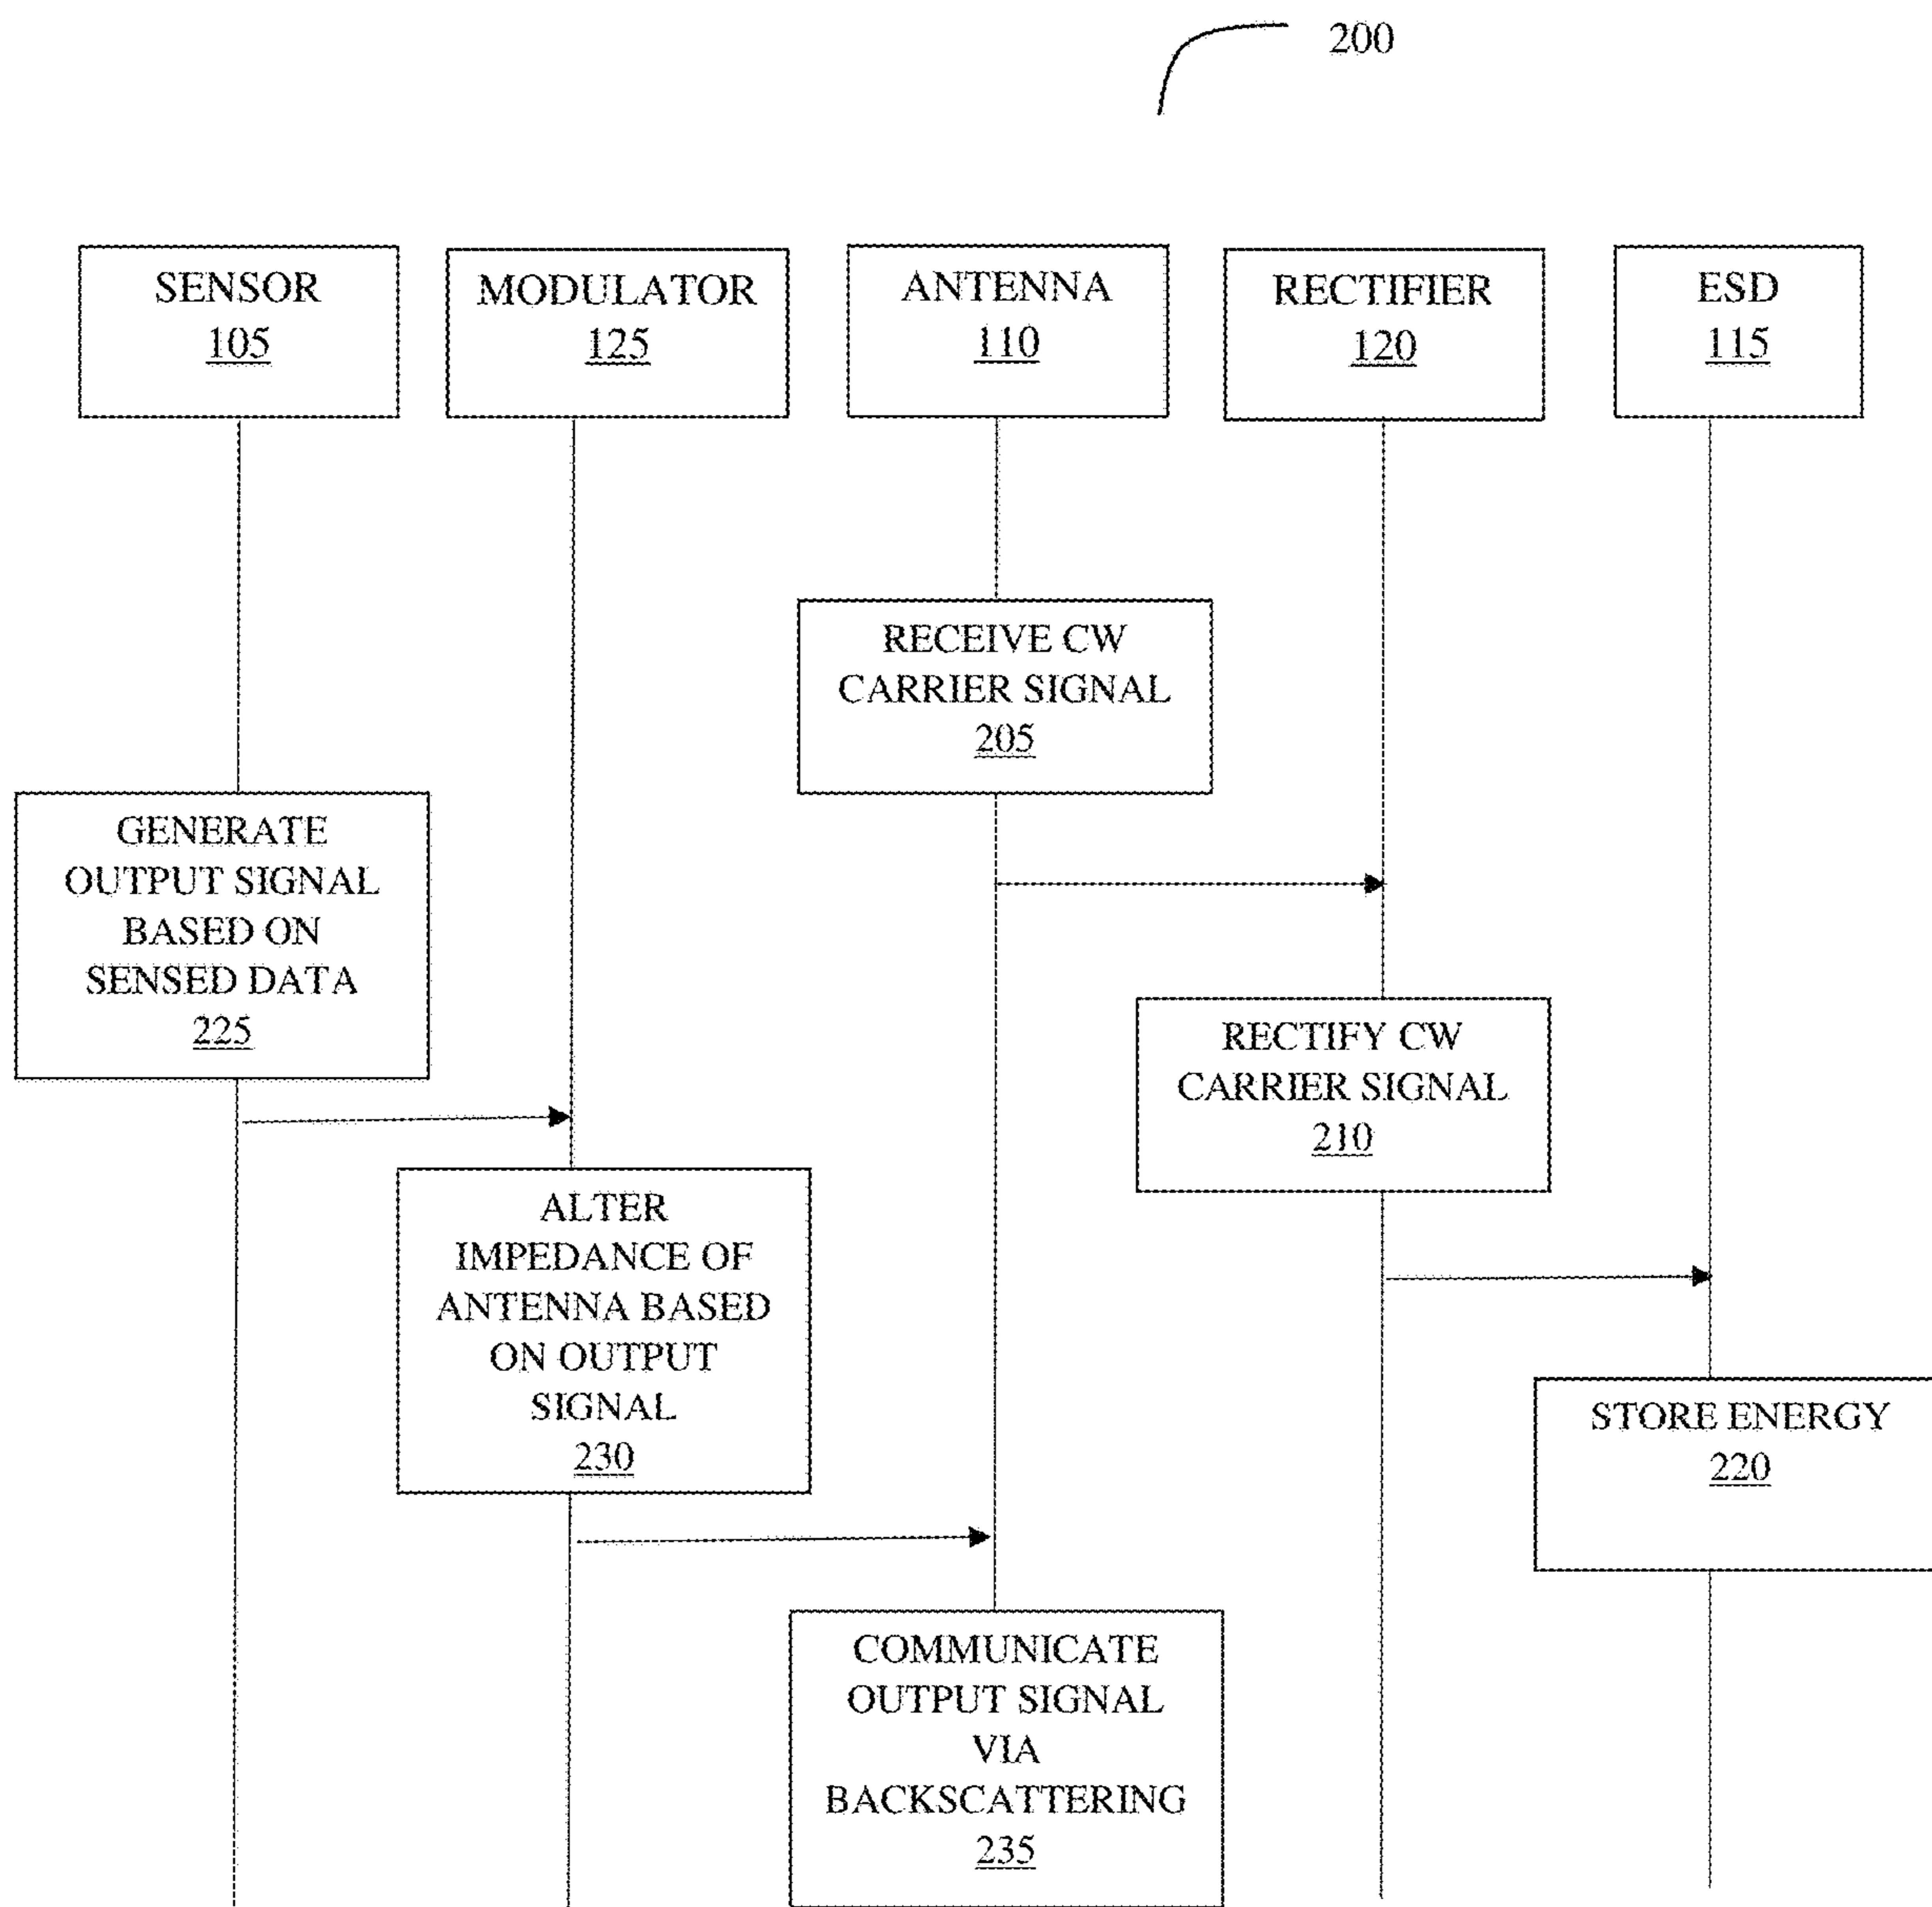 200
SENSOR
105
MODULATOR
125
ANTENNA
110
RECTIFIER
120
ESD
115
RECEIVE CW
CARRIER SIGNAL
205
GENERATE
OUTPUT SIGNAL
BASED ON
SENSED DATA
225
RECTIFY CW
CARRIER SIGNAL
210
ALTER
IMPEDANCE OF
ANTENNA BASED
ON OUTPUT
SIGNAL
230
STORE ENERGY
220
COMMUNICATE
OUTPUT SIGNAL
VIA
BACKSCATTERING
235